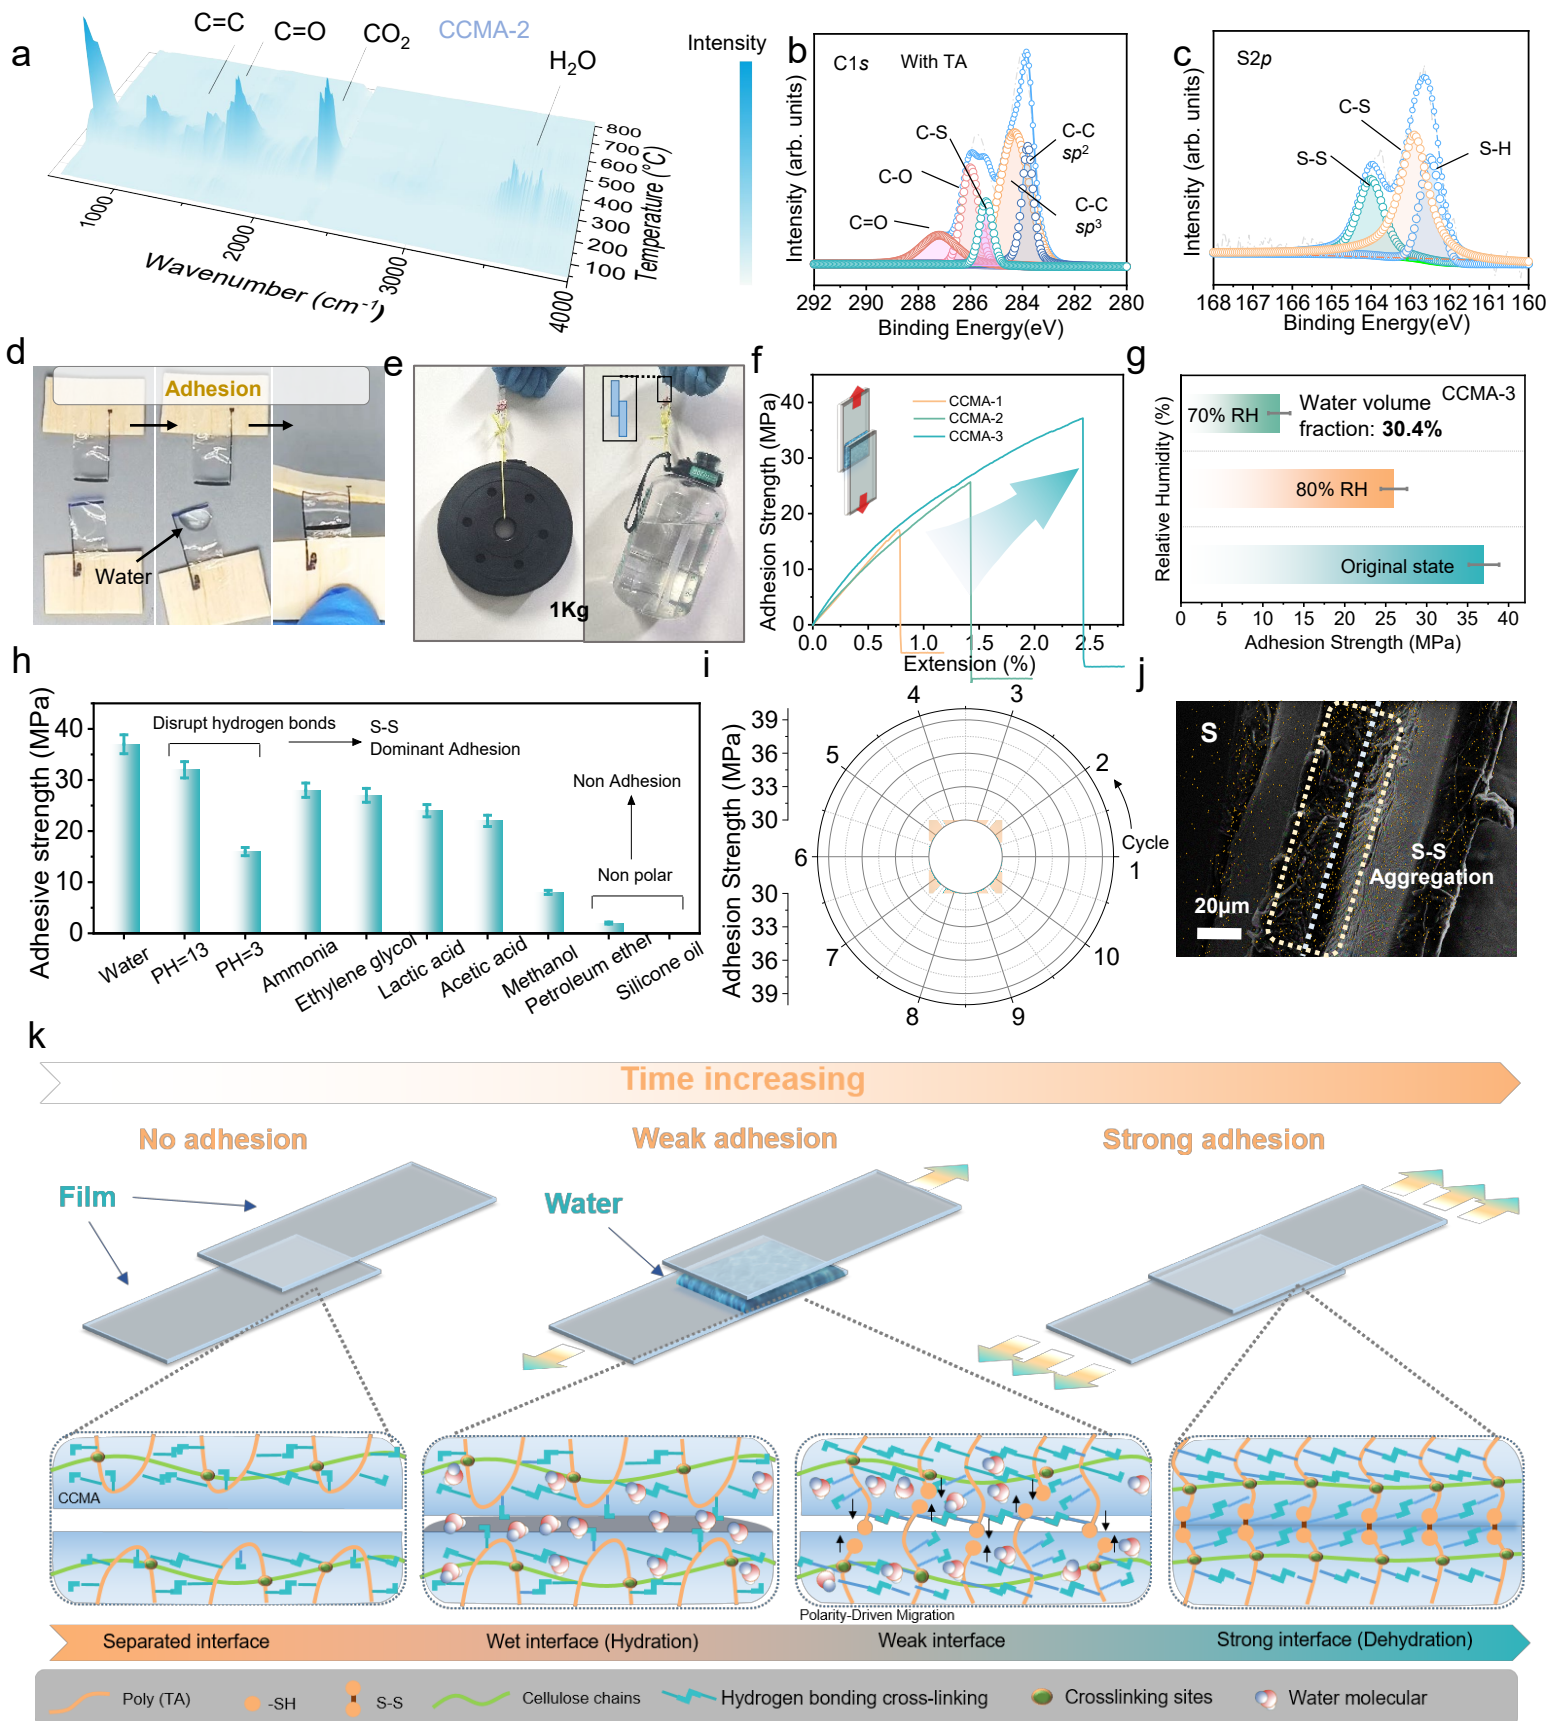 a
C=C
C=O
CO2
CCMA-2
H2O
Intensity
800
700
600
500
400
300
200
100
Temperature (°C)
1000
2000
3000
4000
Wavenumber (cm-1)
b
C1s
With TA
C-S
C-O
C=O
C-C
sp2
C-C
sp3
Intensity (arb. units)
292 290 288 286 284 282 280
Binding Energy(eV)
c
S2p
C-S
S-S
S-H
Intensity (arb. units)
168 167 166 165 164 163 162 161 160
Binding Energy(eV)
d
Adhesion
Water
e
1Kg
f
CCMA-1
CCMA-2
CCMA-3
Adhesion Strength (MPa)
40
30
20
10
0
0.0 0.5 1.0 1.5 2.0 2.5
Extension (%)
g
CCMA-3
70% RH
Water volume
fraction: 30.4%
80% RH
Original state
Relative Humidity (%)
0 5 10 15 20 25 30 35 40
Adhesion Strength (MPa)
h
Adhesive strength (MPa)
40
30
20
10
0
Disrupt hydrogen bonds
S-S
Dominant Adhesion
Non Adhesion
Non polar
Water
PH=13
PH=3
Ammonia
Ethylene glycol
Lactic acid
Acetic acid
Methanol
Petroleum ether
Silicone oil
i
Adhesion Strength (MPa)
39
36
33
30
30
33
36
39
Adhesion Strength (MPa)
4
3
5
2
Cycle
6
1
7
10
8
9
j
S
S-S
Aggregation
20μm
k
Time increasing
No adhesion
Weak adhesion
Strong adhesion
Film
Water
CCMA
Polarity-Driven Migration
Separated interface
Wet interface (Hydration)
Weak interface
Strong interface (Dehydration)
Poly (TA)
-SH
S-S
Cellulose chains
Hydrogen bonding cross-linking
Crosslinking sites
Water molecular